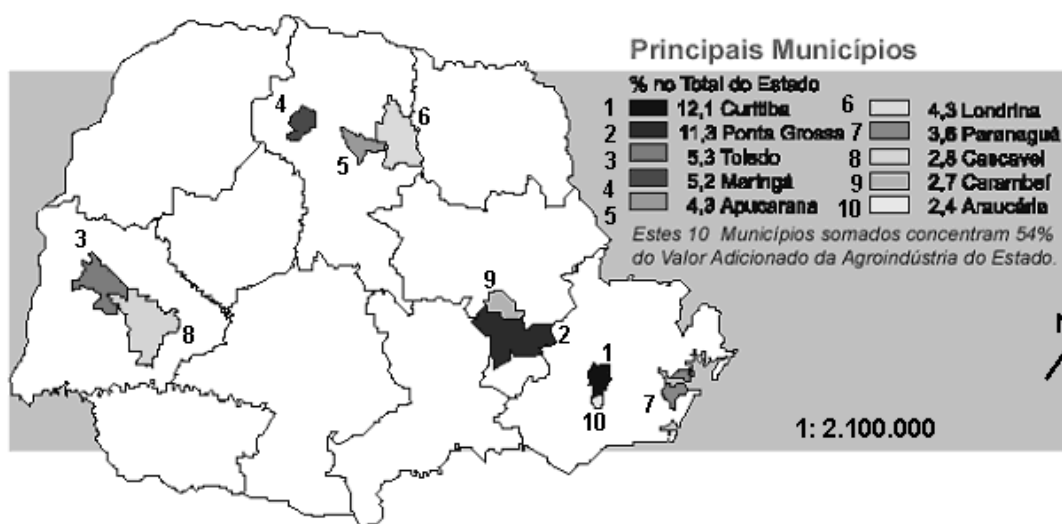 Principais Municípios
% no Total do Estado
1 12,1 Curitiba
2 11,3 Ponta Grossa
3 5,3 Toledo
4 5,2 Maringá
5 4,3 Apucarana
6 4,3 Londrina
7 3,6 Paranaguá
8 2,8 Cascavel
9 2,7 Carambeí
10 2,4 Araucária
Estes 10 Municípios somados concentram 54%
do Valor Adicionado da Agroindústria do Estado.
4
6
5
3
8
9
2
1
7
10
1: 2.100.000